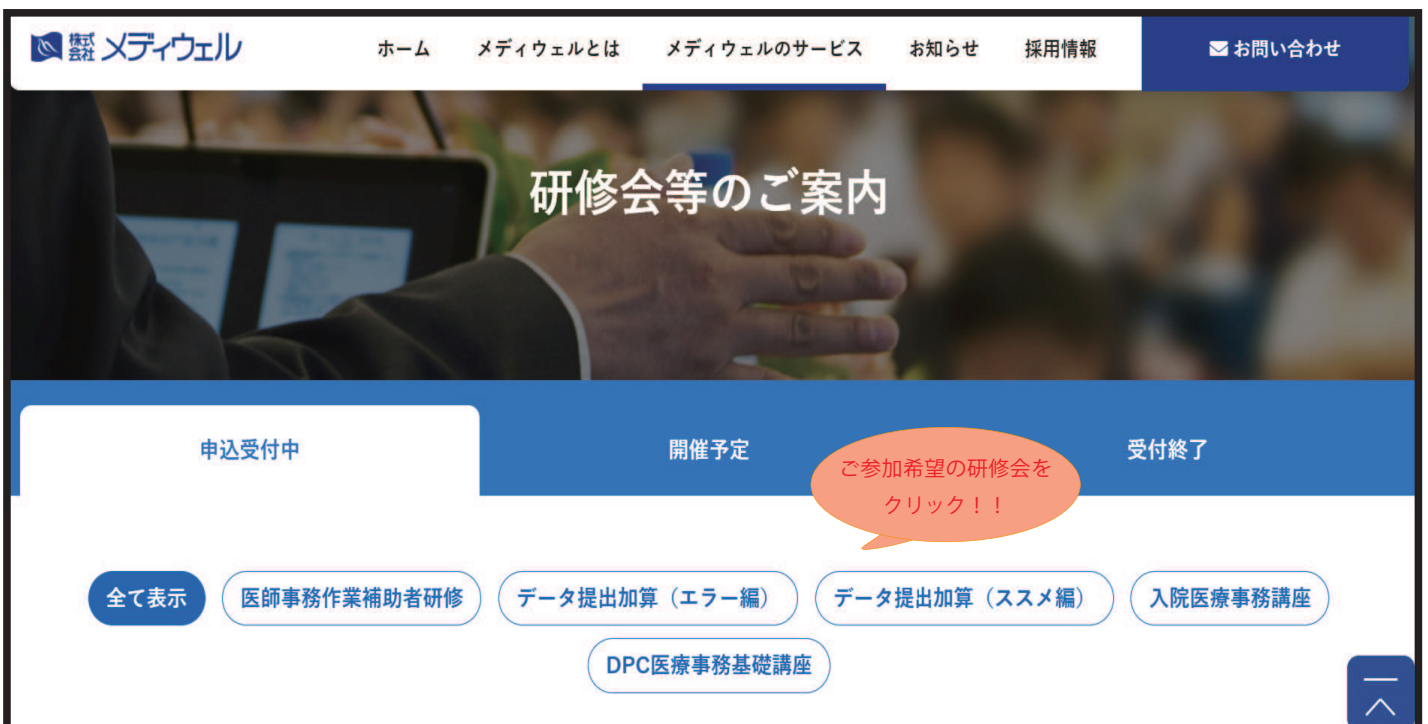 株式会社 メディウェル
ホーム
メディウェルとは
メディウェルのサービス
お知らせ
採用情報
お問い合わせ
研修会等のご案内
申込受付中
開催予定
受付終了
ご参加希望の研修会を
クリック！！
全て表示
医師事務作業補助者研修
データ提出加算（エラー編）
データ提出加算（ススメ編）
入院医療事務講座
DPC医療事務基礎講座